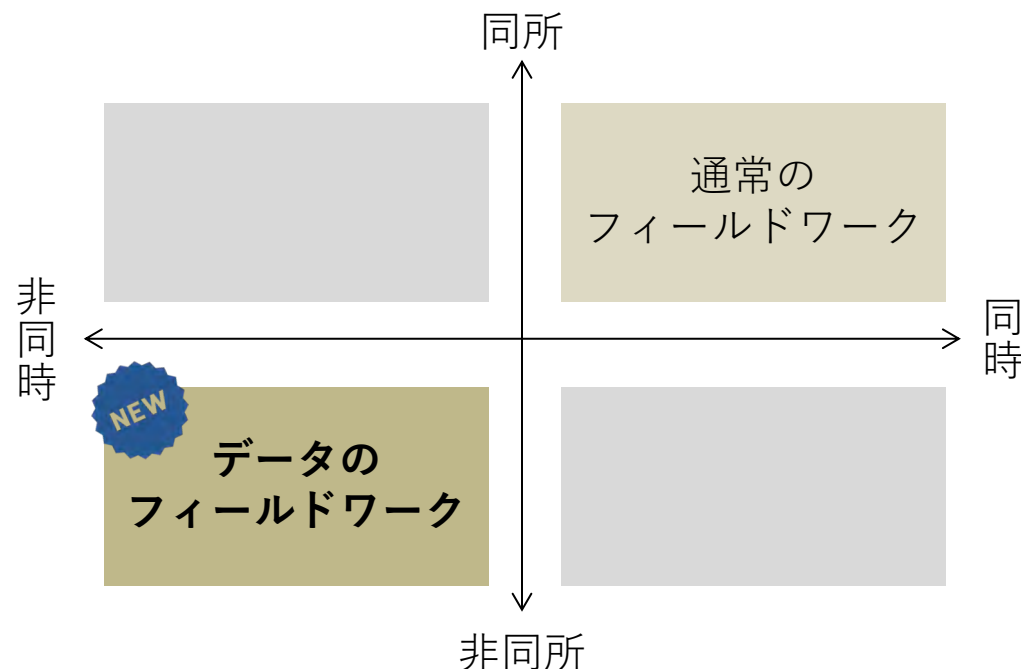 同所
通常の
フィールドワーク
非同時
同時
NEW
データの
フィールドワーク
非同所